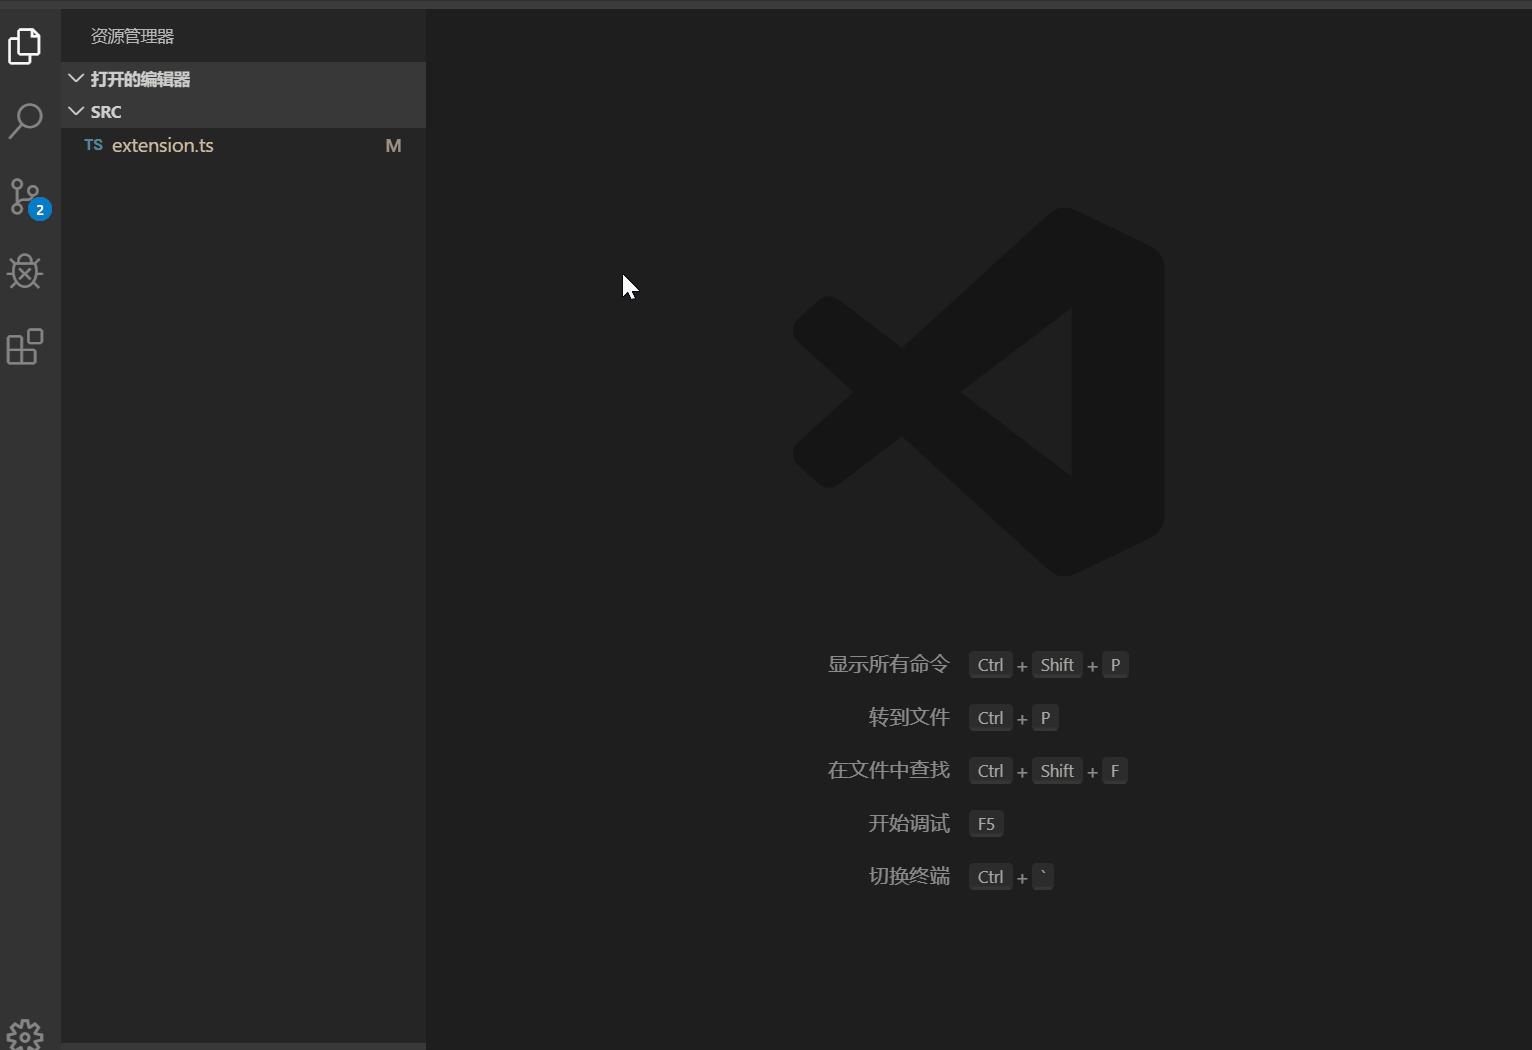 资源管理器
打开的编辑器
SRC
TS extension.ts M
2
显示所有命令 Ctrl + Shift + P
转到文件 Ctrl + P
在文件中查找 Ctrl + Shift + F
开始调试 F5
切换终端 Ctrl + `